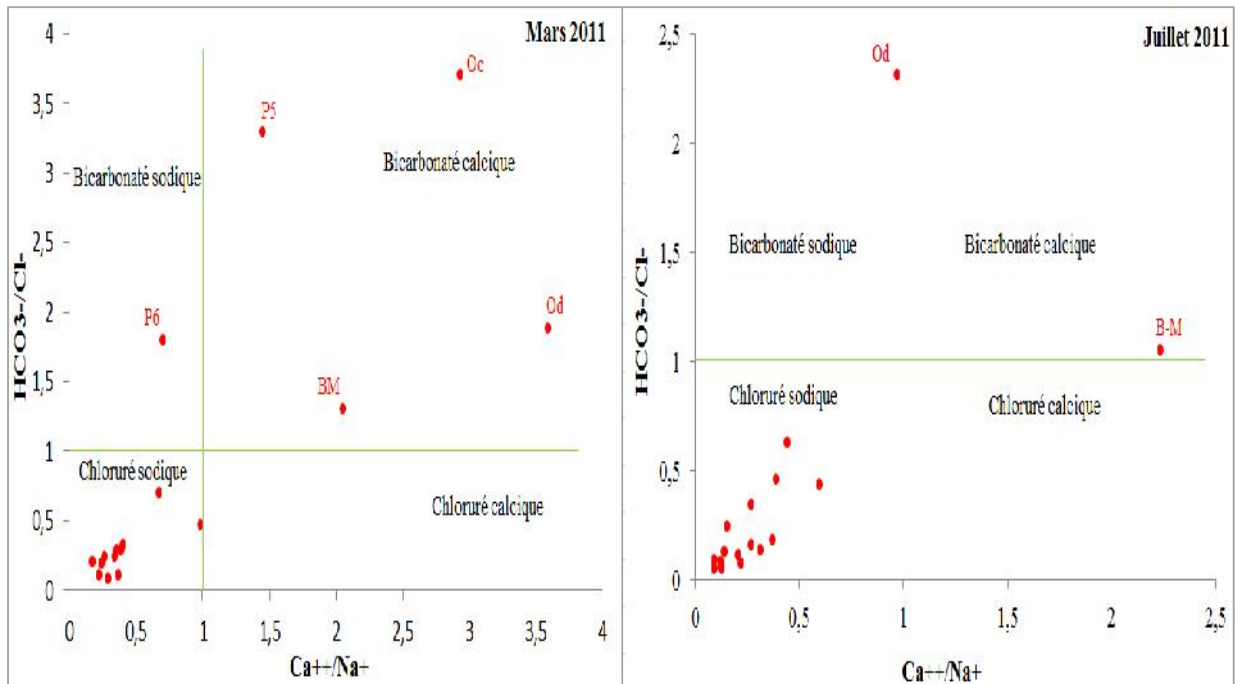 Mars 2011
4
3,5
3
2,5
2
1,5
1
0,5
0
HCO3-/Cl-
Oc
P5
Bicarbonaté sodique
Bicarbonaté calcique
P6
Od
BM
Chloruré sodique
Chloruré calcique
0
0,5
1
1,5
2
2,5
3
3,5
4
Ca++/Na+
Juillet 2011
2,5
2
1,5
1
0,5
0
HCO3-/Cl-
Od
Bicarbonaté sodique
Bicarbonaté calcique
B-M
Chloruré sodique
Chloruré calcique
0
0,5
1
1,5
2
2,5
Ca++/Na+